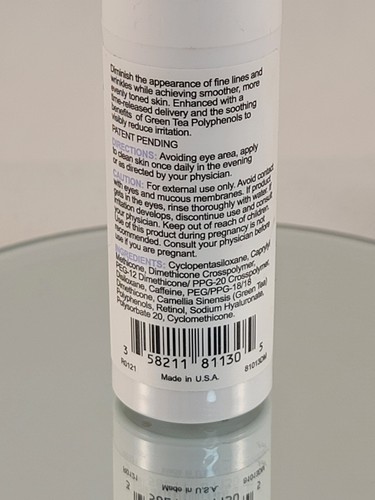 Diminish the appearance of fine lines and
wrinkles while achieving smoother, more
evenly toned skin. Enhanced with a
time-released delivery and the soothing
benefits of Green Tea Polyphenols to
visibly reduce irritation.
PATENT PENDING
DIRECTIONS: Avoiding eye area, apply
to clean skin once daily in the evening
or as directed by your physician.
CAUTION: For external use only. Avoid contact
with eyes and mucous membranes. If product
gets in the eyes, rinse thoroughly with water. If
irritation develops, discontinue use and consult
your physician. Keep out of reach of children.
Use of this product during pregnancy is not
recommended. Consult your physician before
use if you are pregnant.
INGREDIENTS: Cyclopentasiloxane, Caprylyl
Methicone, Dimethicone Crosspolymer,
PEG-12 Dimethicone/ PPG-20 Crosspolymer,
Caffeine, PEG/PPG-18/18
Dimethicone, Camellia Sinensis (Green Tea)
Polyphenols, Retinol, Sodium Hyaluronate,
Polysorbate 20, Cyclomethicone.
3 58211 81130 5
R0121 81013DM
Made in U.S.A.